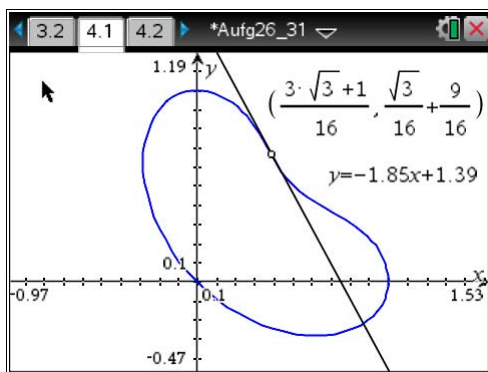 3.2 4.1 4.2 *Aufg26_31
1.19 y
(3·√3+1/16, √3/16+9/16)
y=-1.85x+1.39
0.1
x
-0.97 0.1 1.53
-0.47